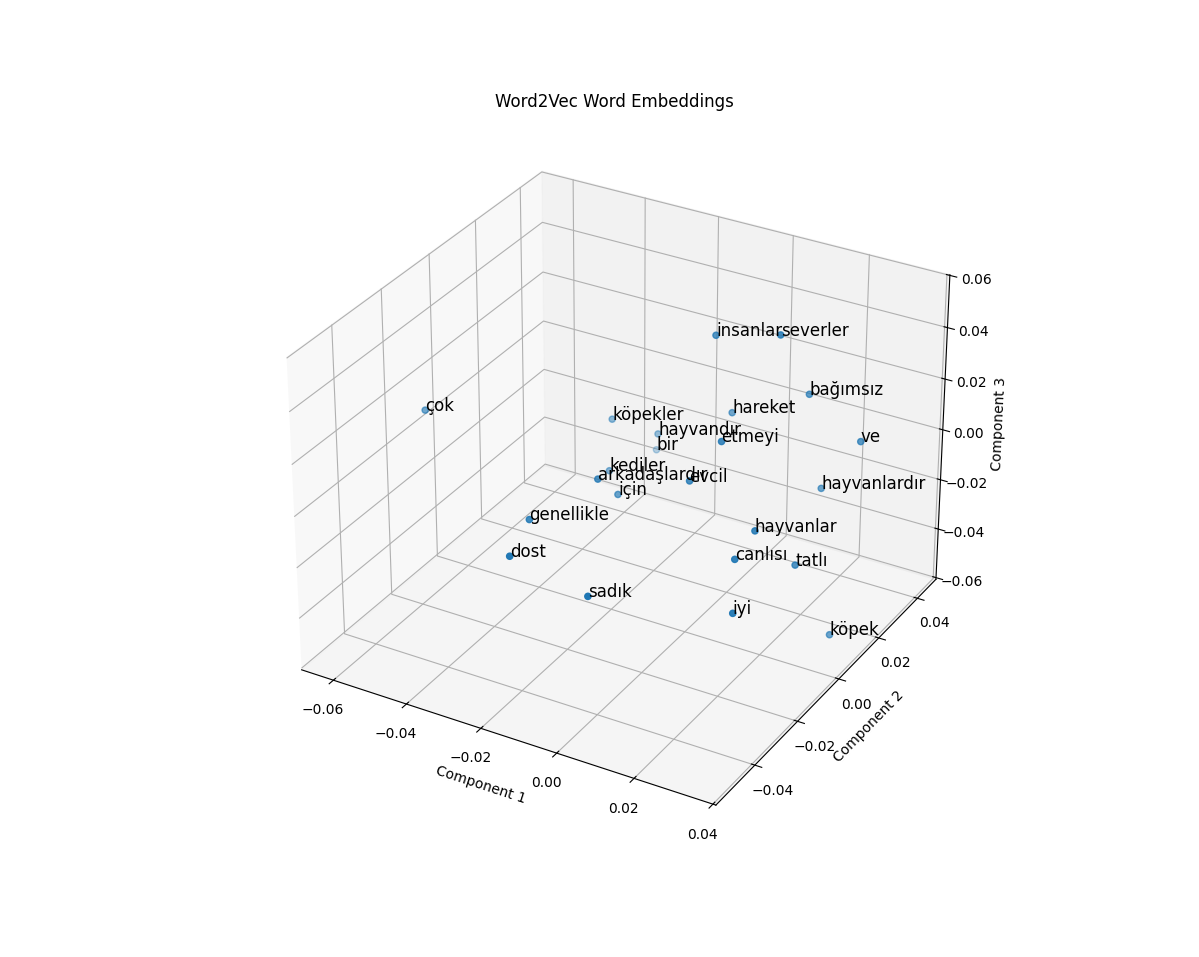 Word2Vec Word Embeddings
insanlar
severler
bağımsız
çok
hareket
köpekler
hayvandır
etmeyi
ve
bir
kediler
arkadaşlardır
evcil
hayvanlardır
için
genellikle
hayvanlar
dost
canlısı
tatlı
sadık
iyi
köpek
0.06
0.04
0.02
0.00
−0.02
−0.04
−0.06
Component 3
0.04
0.02
0.00
−0.02
−0.04
Component 2
−0.06
−0.04
−0.02
0.00
0.02
0.04
Component 1